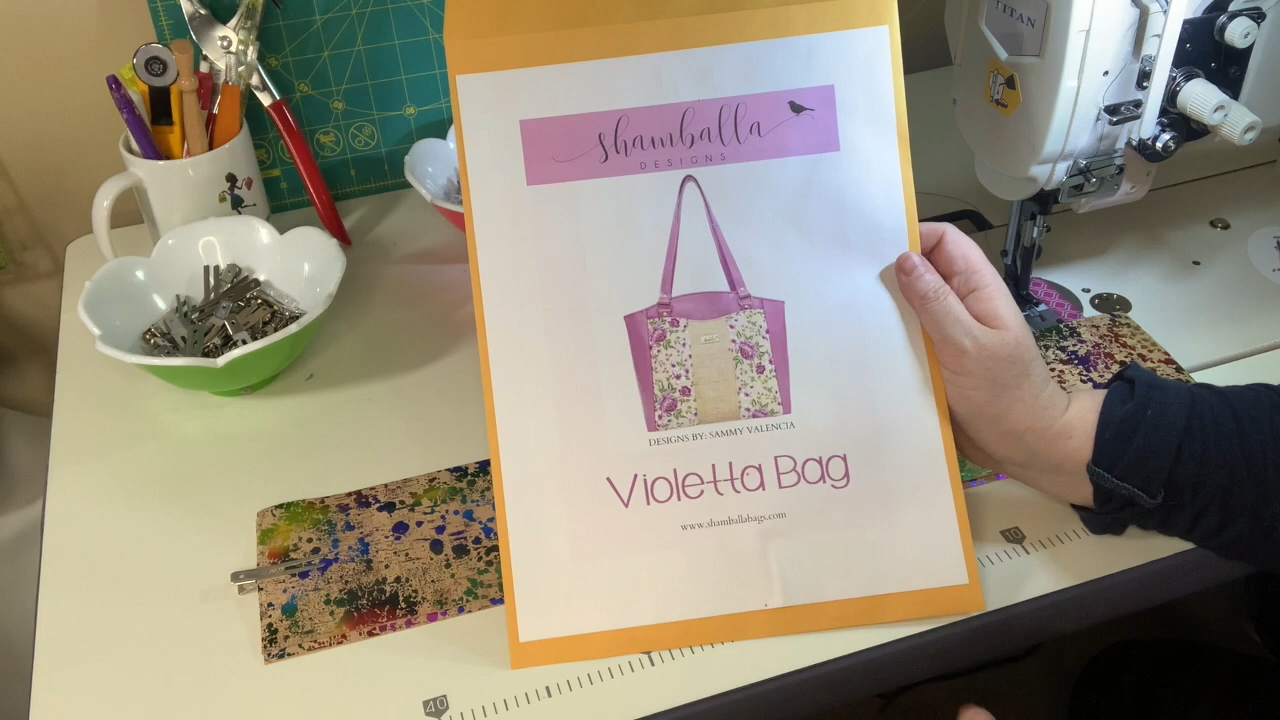 TITAN
shamballa
DESIGNS
DESIGNS BY: SAMMY VALENCIA
Violetta Bag
www.shamballabags.com
10
40